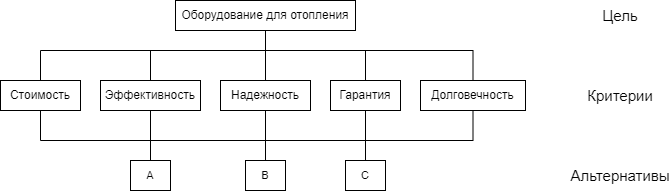 Оборудование для отопления
Цель
Стоимость
Эффективность
Надежность
Гарантия
Долговечность
Критерии
A
B
C
Альтернативы